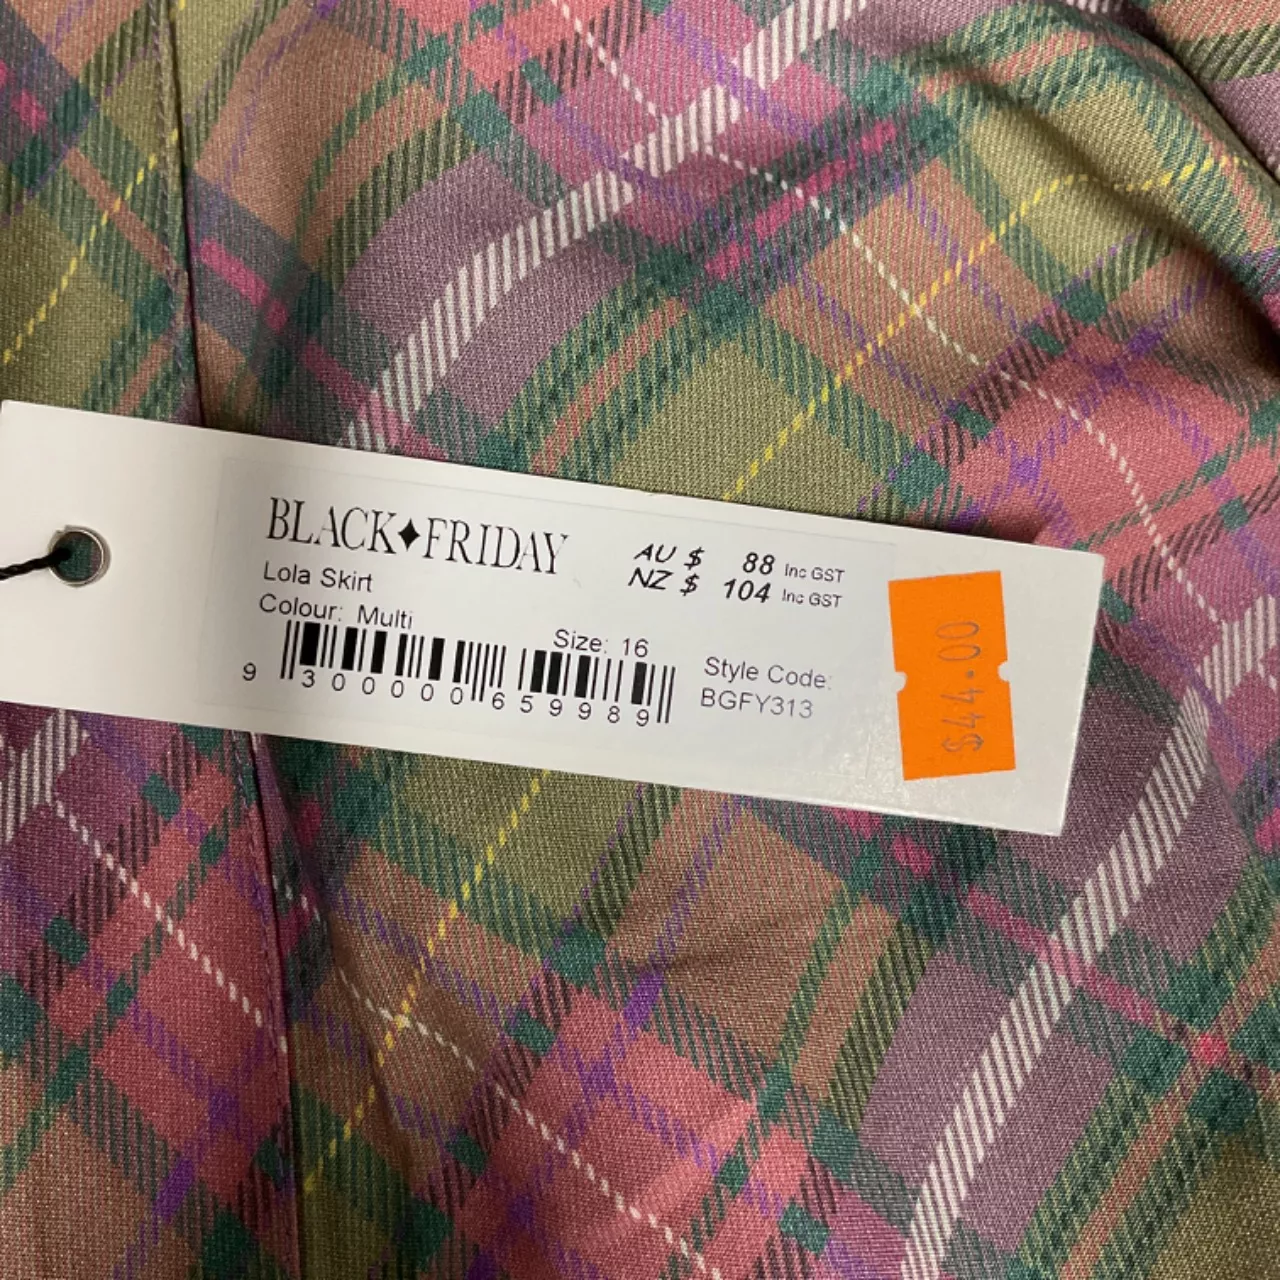 BLACK♦FRIDAY
Lola Skirt
Colour: Multi
Size: 16
9 300000 659989
AU $ 88 Inc GST
NZ $ 104 Inc GST
Style Code:
BGFY313
$44.00